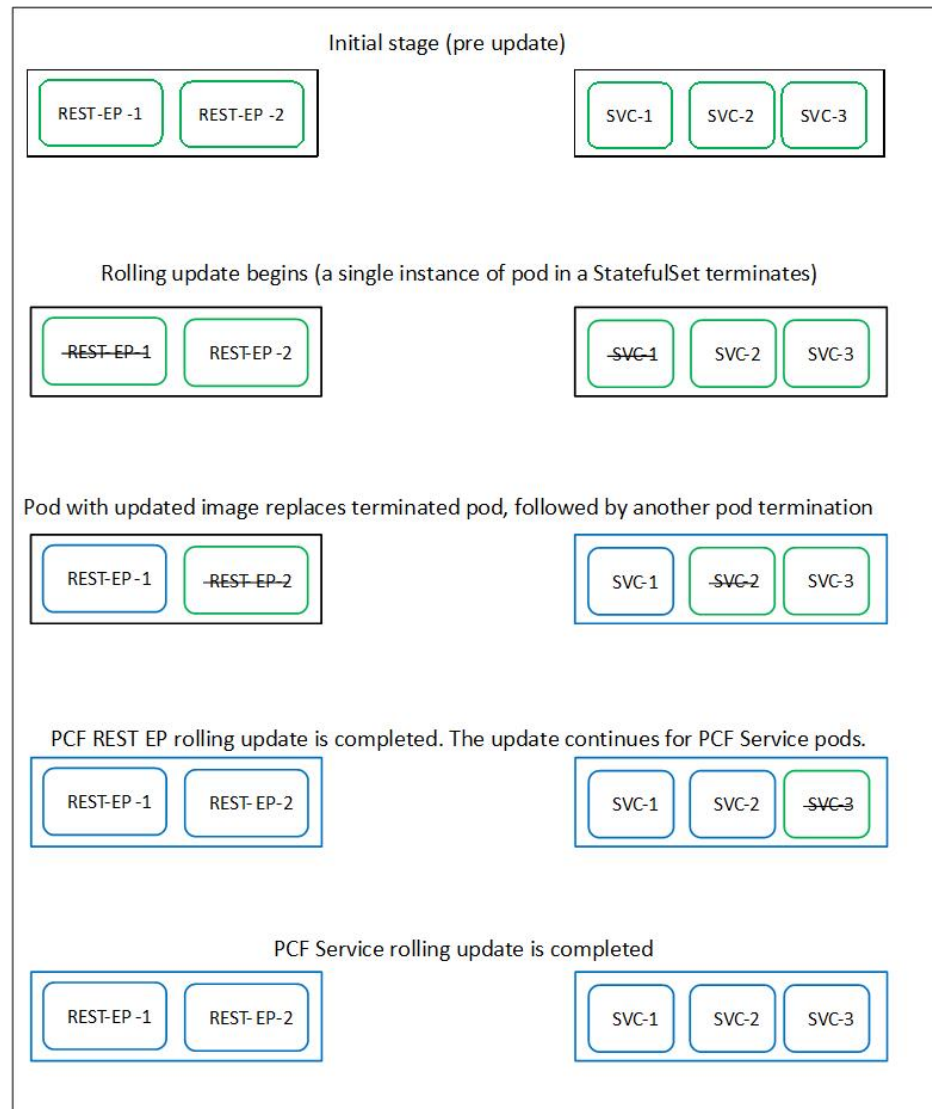 Initial stage (pre update)
REST-EP -1 REST-EP -2 SVC-1 SVC-2 SVC-3
Rolling update begins (a single instance of pod in a StatefulSet terminates)
REST-EP-1 REST-EP -2 SVC-1 SVC-2 SVC-3
Pod with updated image replaces terminated pod, followed by another pod termination
REST-EP -1 REST-EP-2 SVC-1 SVC-2 SVC-3
PCF REST EP rolling update is completed. The update continues for PCF Service pods.
REST-EP -1 REST-EP-2 SVC-1 SVC-2 SVC-3
PCF Service rolling update is completed
REST-EP -1 REST-EP-2 SVC-1 SVC-2 SVC-3